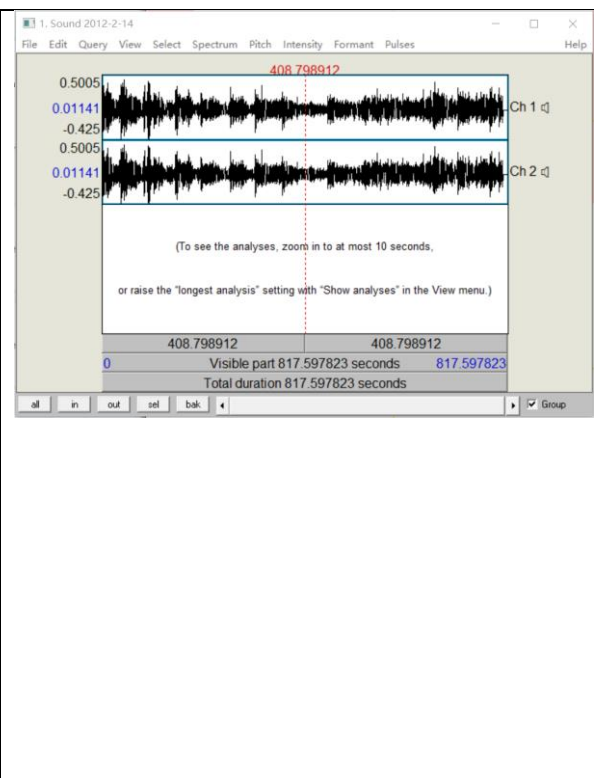 1. Sound 2012-2-14
File Edit Query View Select Spectrum Pitch Intensity Formant Pulses Help
408.798912
0.5005
0.01141
-0.425
Ch 1
0.5005
0.01141
-0.425
Ch 2
(To see the analyses, zoom in to at most 10 seconds,
or raise the "longest analysis" setting with "Show analyses" in the View menu.)
408.798912 408.798912
0 Visible part 817.597823 seconds 817.597823
Total duration 817.597823 seconds
all in out sel bak Group